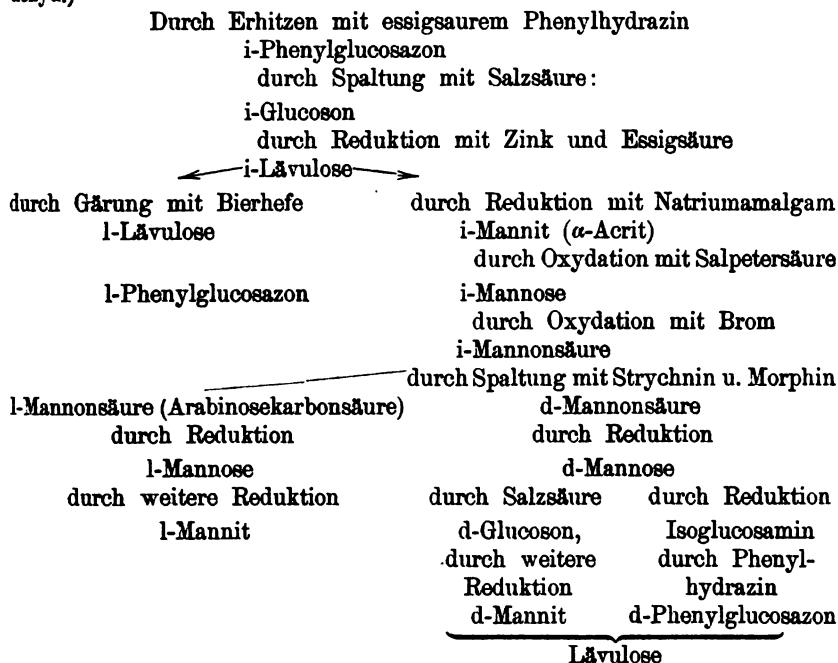 Durch Erhitzen mit essigsaurem Phenylhydrazin
i-Phenylglucosazon
durch Spaltung mit Salzsäure:
i-Glucoson
durch Reduktion mit Zink und Essigsäure
i-Lävulose
durch Gärung mit Bierhefe durch Reduktion mit Natriumamalgam
l-Lävulose i-Mannit (α-Acrit)
durch Oxydation mit Salpetersäure
l-Phenylglucosazon i-Mannose
durch Oxydation mit Brom
i-Mannonsäure
durch Spaltung mit Strychnin u. Morphin
l-Mannonsäure (Arabinosekarbonsäure) d-Mannonsäure
durch Reduktion durch Reduktion
l-Mannose d-Mannose
durch weitere Reduktion durch Salzsäure durch Reduktion
l-Mannit d-Glucoson, Isoglucosamin
durch weitere durch Phenyl-
Reduktion hydrazin
d-Mannit d-Phenylglucosazon
Lävulose